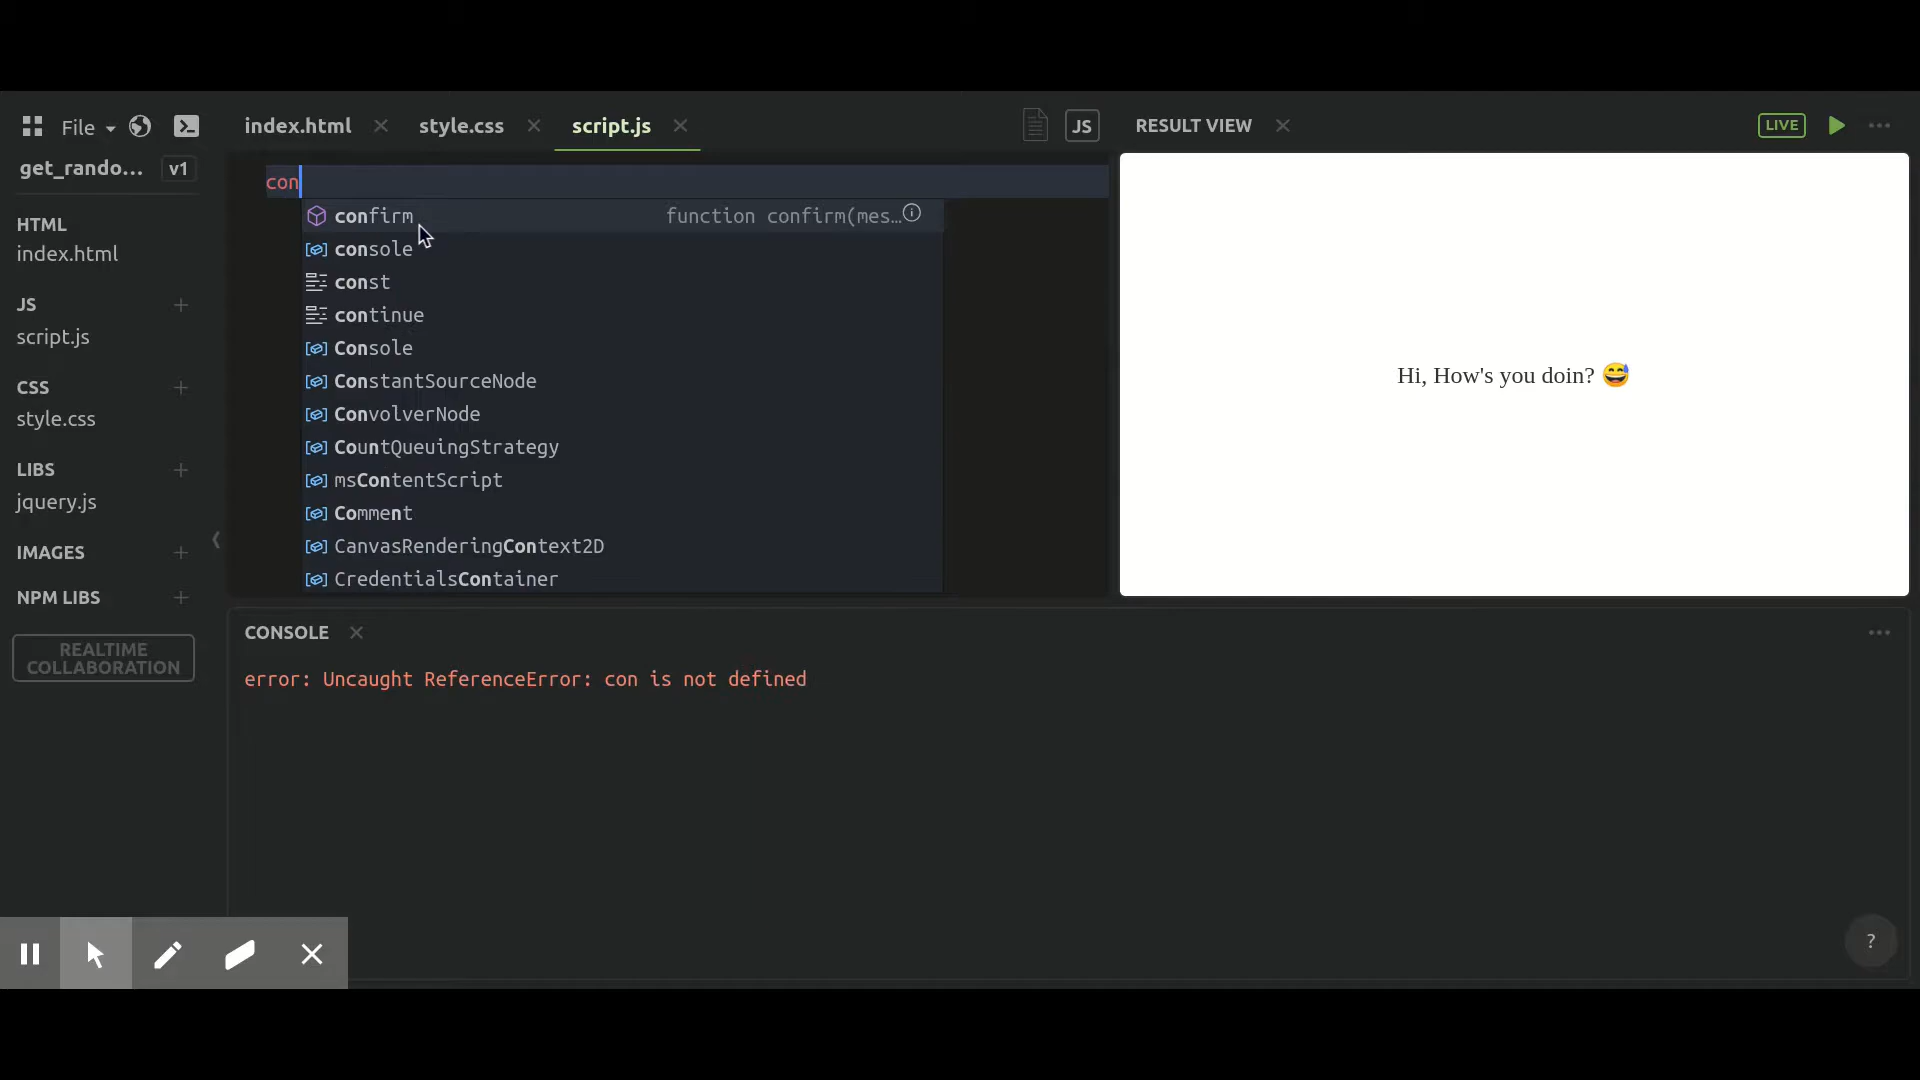 File
index.html
style.css
script.js
JS
RESULT VIEW
LIVE
get_rando...
v1
HTML
index.html
JS
script.js
CSS
style.css
LIBS
jquery.js
IMAGES
NPM LIBS
REALTIME
COLLABORATION
con
confirm function confirm(mes…
console
const
continue
Console
ConstantSourceNode
ConvolverNode
CountQueuingStrategy
msContentScript
Comment
CanvasRenderingContext2D
CredentialsContainer
Hi, How's you doin? 😅
CONSOLE
error: Uncaught ReferenceError: con is not defined
?